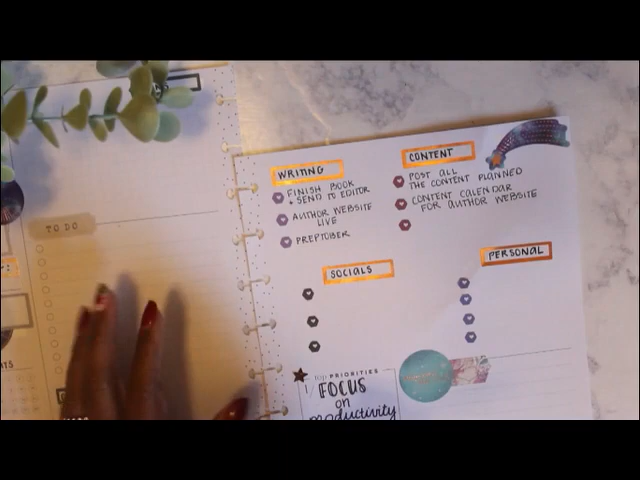 TO DO
WRITING
FINISH BOOK
+ SEND TO EDITOR
AUTHOR WEBSITE
LIVE
PREPTOBER
CONTENT
POST ALL
THE CONTENT PLANNED
CONTENT CALENDAR
FOR AUTHOR WEBSITE
SOCIALS
PERSONAL
top PRIORITIES
FOCUS
on
productivity